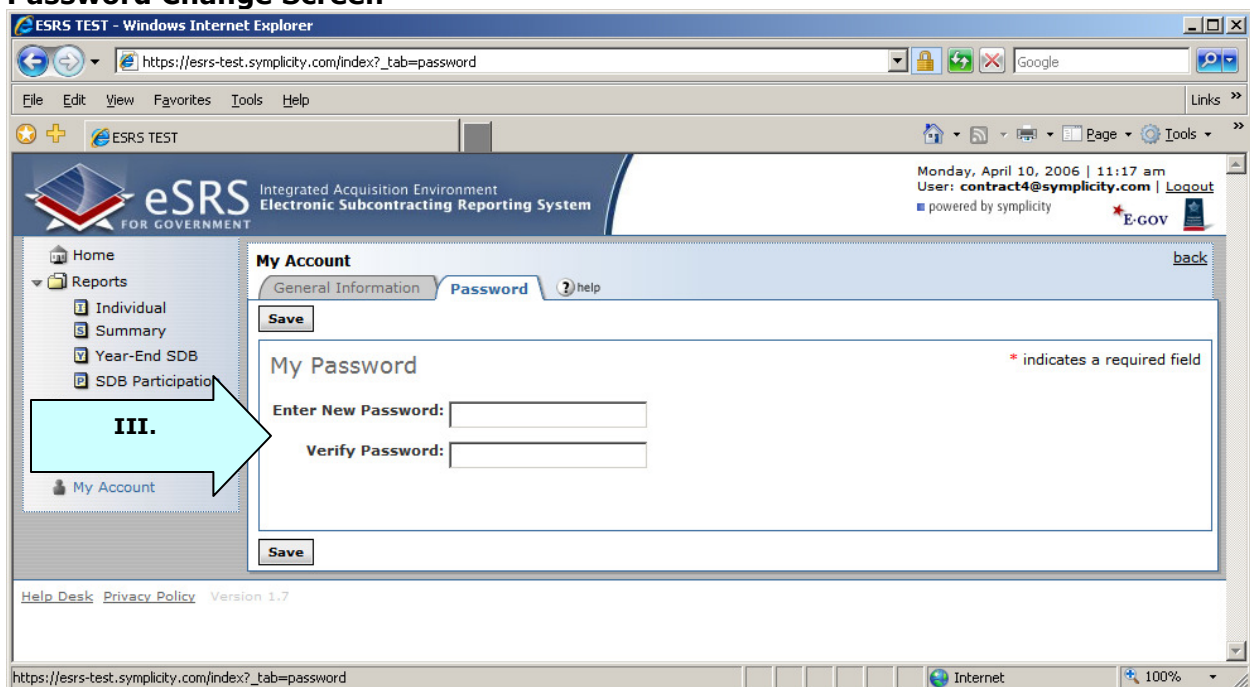 Password Change Screen
ESRS TEST - Windows Internet Explorer
https://esrs-test.symplicity.com/index?_tab=password
Google
File Edit View Favorites Tools Help
Links »
ESRS TEST
Page Tools »
eSRS
FOR GOVERNMENT
Integrated Acquisition Environment
Electronic Subcontracting Reporting System
Monday, April 10, 2006 | 11:17 am
User: contract4@symplicity.com | Logout
powered by symplicity
E-GOV
Home
Reports
Individual
Summary
Year-End SDB
SDB Participatio
My Account
My Account
back
General Information
Password
help
Save
My Password
* indicates a required field
Enter New Password:
Verify Password:
III.
Save
Help Desk Privacy Policy Version 1.7
https://esrs-test.symplicity.com/index?_tab=password
Internet
100%